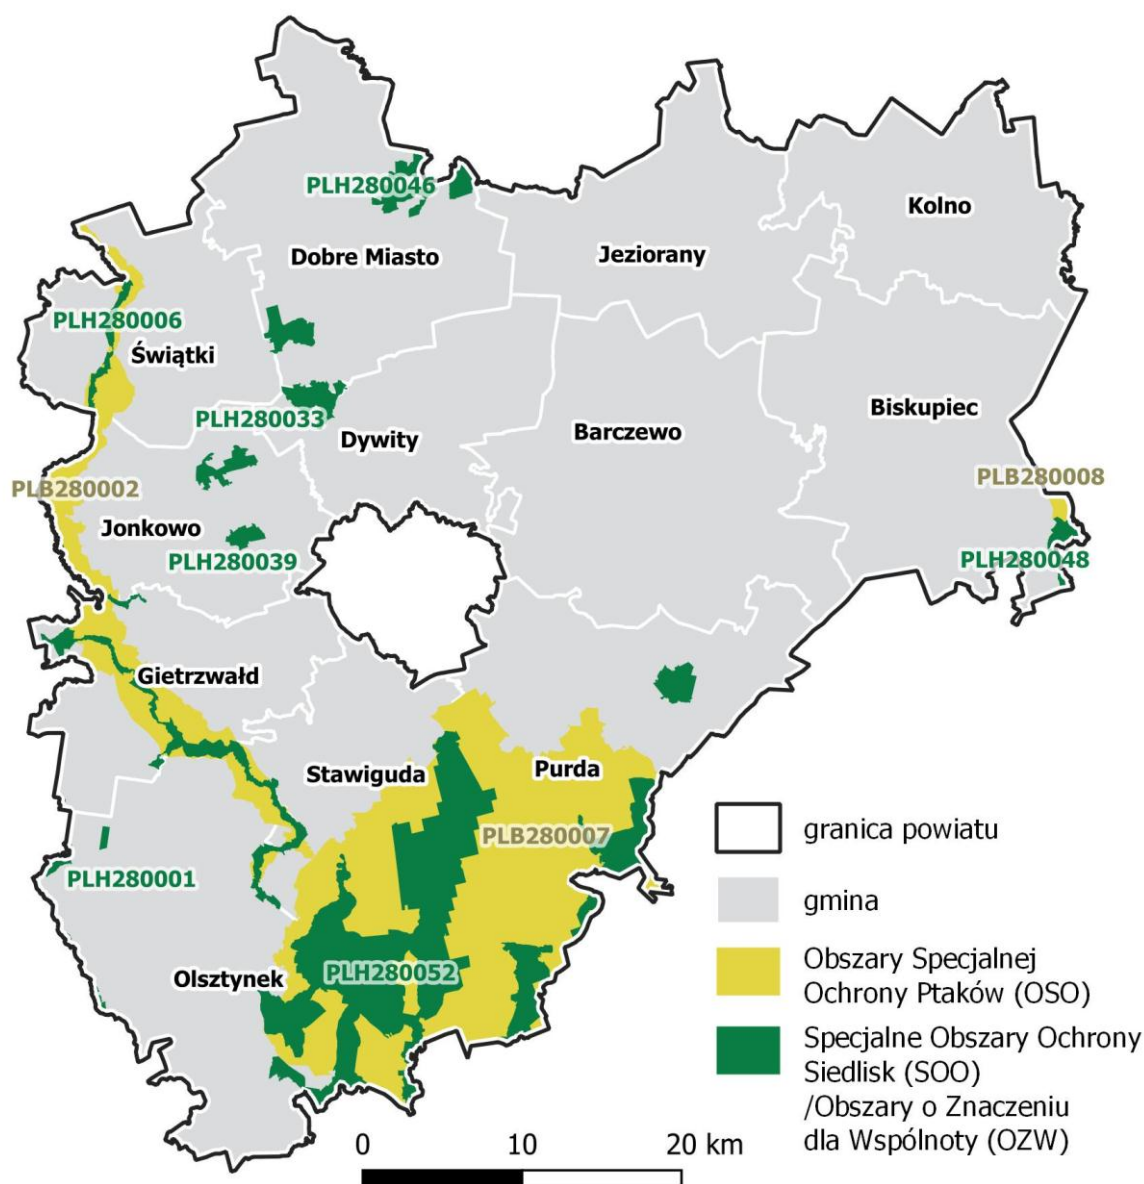 PLH280046
Kolno
Dobre Miasto
Jeziorany
PLH280006
Świątki
PLH280033
Dywity
Barczewo
Biskupiec
PLB280002
PLB280008
Jonkowo
PLH280039
PLH280048
Gietrzwałd
Stawiguda
Purda
PLB280007
PLH280001
Olsztynek
PLH280052
granica powiatu
gmina
Obszary Specjalnej
Ochrony Ptaków (OSO)
Specjalne Obszary Ochrony
Siedlisk (SOO)
/Obszary o Znaczeniu
dla Wspólnoty (OZW)
0 10 20 km